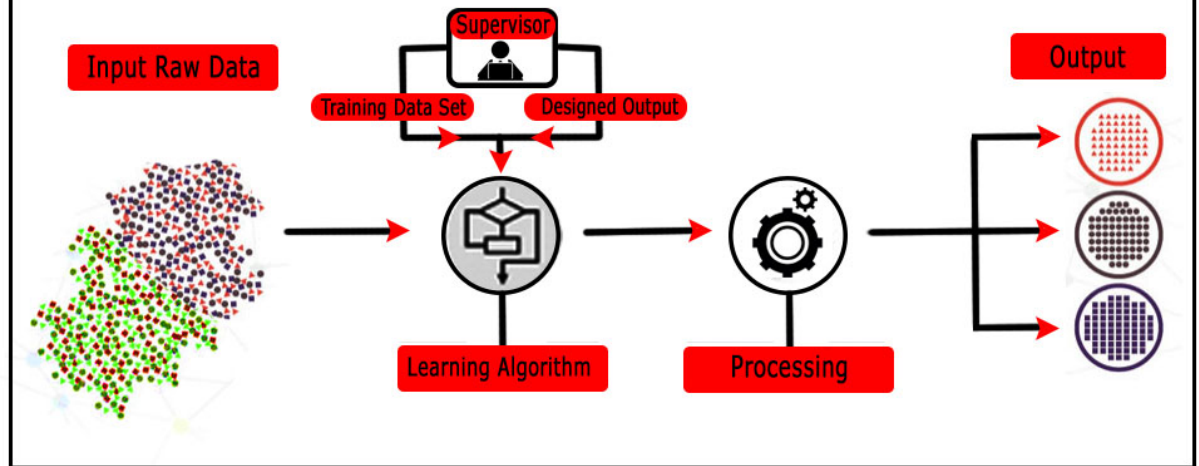 Supervisor
Input Raw Data
Output
Training Data Set
Designed Output
Learning Algorithm
Processing